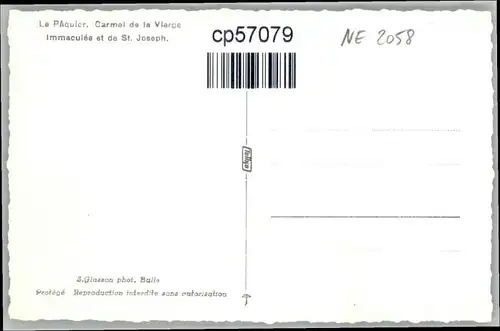 Le Pâquier. Carmel de la Vierge
Immaculée et de St. Joseph.
cp57079
NE 2058
S. Glasson phot. Bulle
Protégé Reproduction interdite sans autorisation